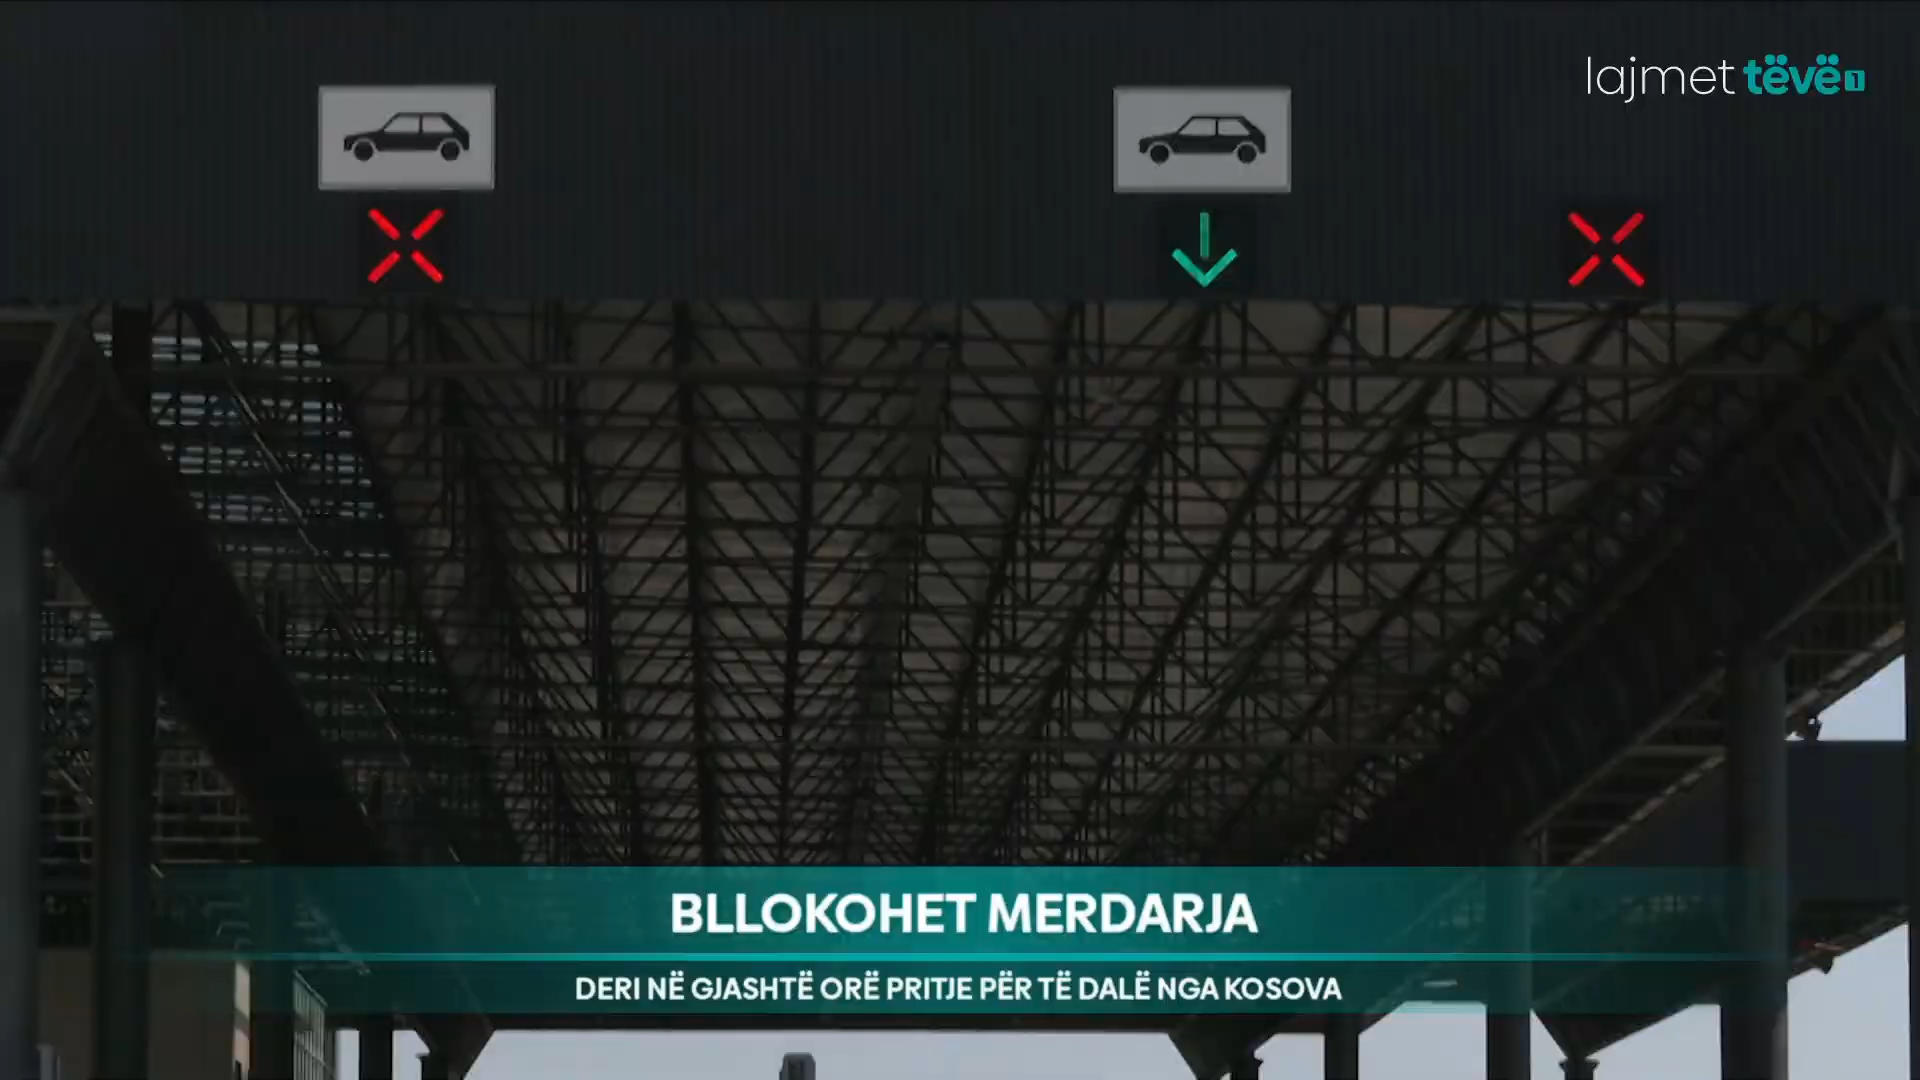 lajmet tëvë1
BLLOKOHET MERDARJA
DERI NË GJASHTË ORË PRITJE PËR TË DALË NGA KOSOVA